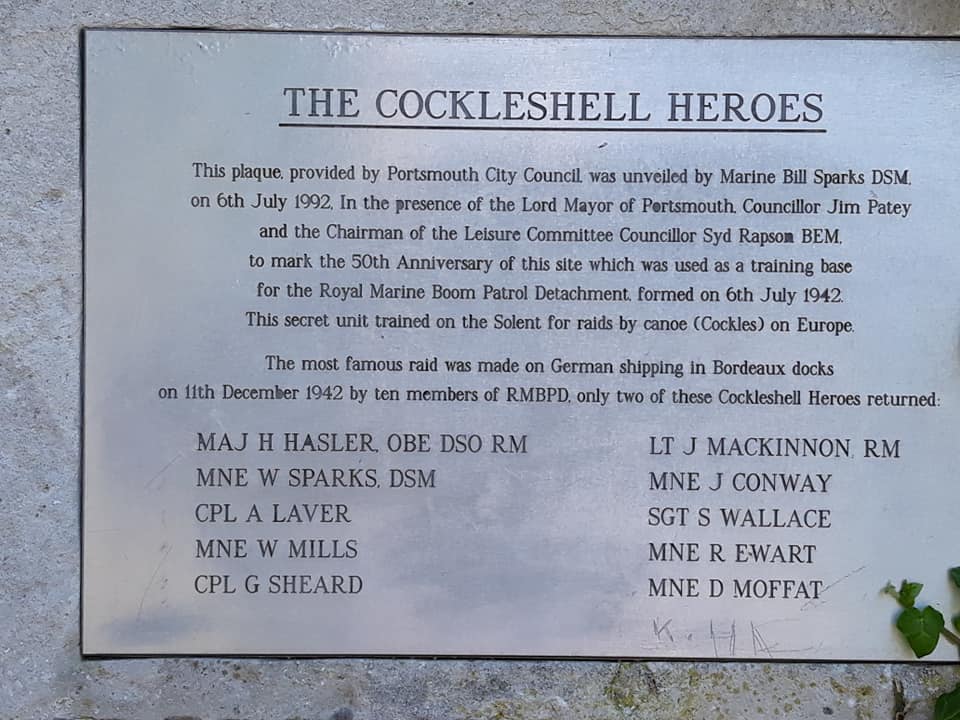 THE COCKLESHELL HEROES
This plaque, provided by Portsmouth City Council, was unveiled by Marine Bill Sparks DSM,
on 6th July 1992, In the presence of the Lord Mayor of Portsmouth, Councillor Jim Patey
and the Chairman of the Leisure Committee Councillor Syd Rapson BEM,
to mark the 50th Anniversary of this site which was used as a training base
for the Royal Marine Boom Patrol Detachment, formed on 6th July 1942.
This secret unit trained on the Solent for raids by canoe (Cockles) on Europe.
The most famous raid was made on German shipping in Bordeaux docks
on 11th December 1942 by ten members of RMBPD, only two of these Cockleshell Heroes returned:
MAJ H HASLER, OBE DSO RM
MNE W SPARKS, DSM
CPL A LAVER
MNE W MILLS
CPL G SHEARD
LT J MACKINNON, RM
MNE J CONWAY
SGT S WALLACE
MNE R EWART
MNE D MOFFAT